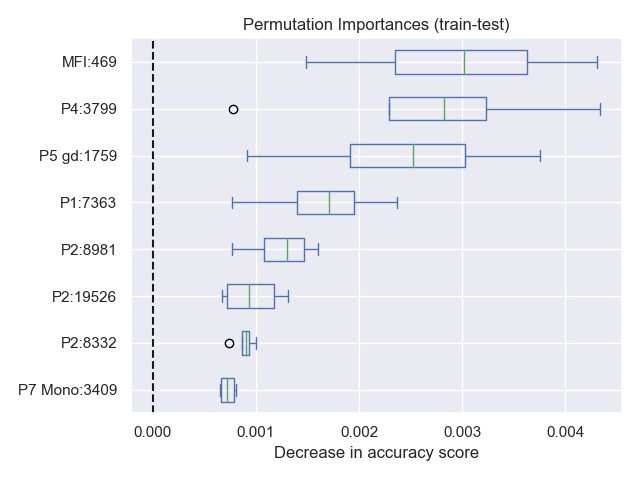 Permutation Importances (train-test)
MFI:469
P4:3799
P5 gd:1759
P1:7363
P2:8981
P2:19526
P2:8332
P7 Mono:3409
0.000 0.001 0.002 0.003 0.004
Decrease in accuracy score